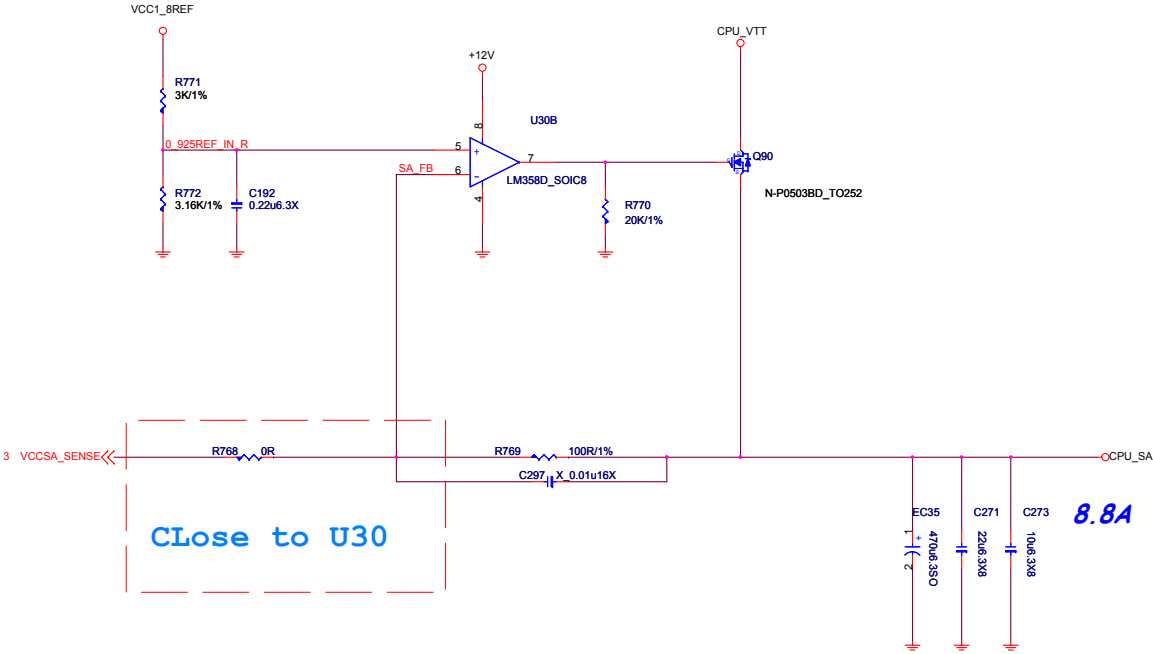 VCC1_8REF
CPU_VTT
+12V
R771
3K/1%
8
U30B
0_925REF_IN_R
5
+
7
Q90
SA_FB
6
-
LM358D_SOIC8
R772
3.16K/1%
C192
0.22u6.3X
4
N-P0503BD_TO252
R770
20K/1%
3 VCCSA_SENSE
R768 0R
R769 100R/1%
CPU_SA
C297 X_0.01u16X
EC35
C271
C273
8.8A
CLose to U30
1
+
2
470u6.3SO
22u6.3X8
10u6.3X8